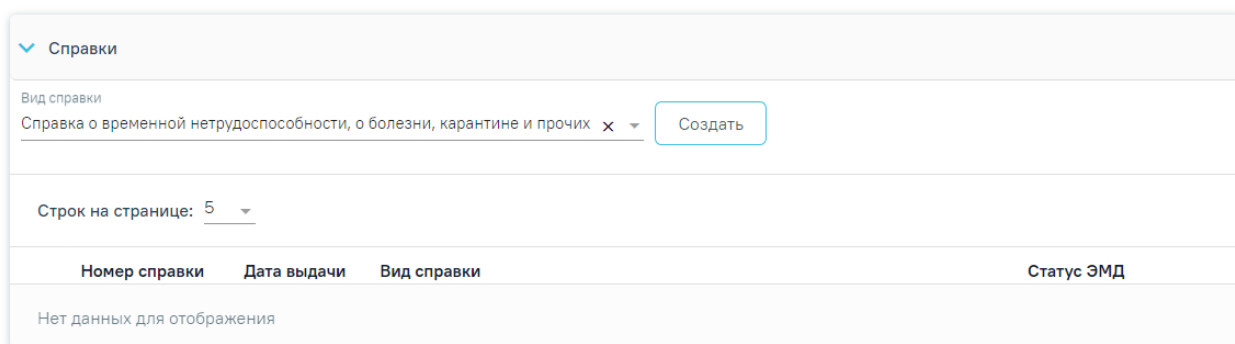 Справки
Вид справки
Справка о временной нетрудоспособности, о болезни, карантине и прочих
Создать
Строк на странице: 5
Номер справки Дата выдачи Вид справки Статус ЭМД
Нет данных для отображения